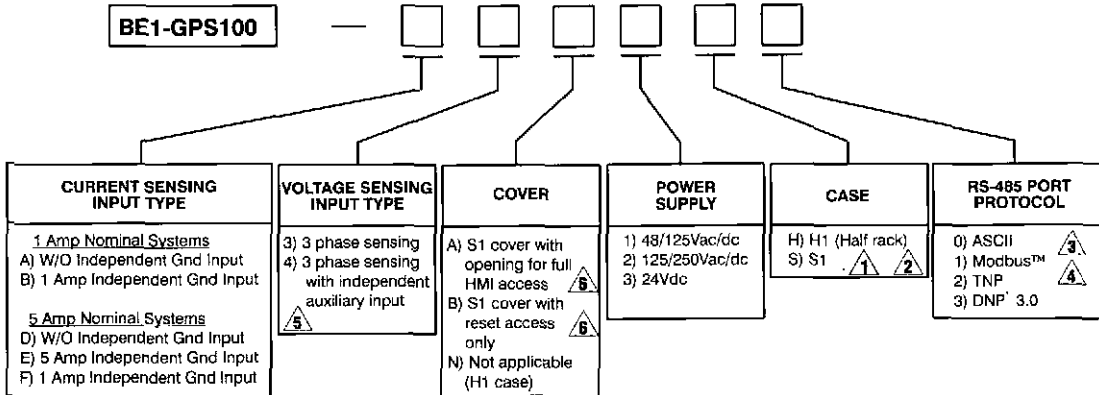 BE1-GPS100 —
CURRENT SENSING
INPUT TYPE
1 Amp Nominal Systems
A) W/O Independent Gnd Input
B) 1 Amp Independent Gnd Input
5 Amp Nominal Systems
D) W/O Independent Gnd Input
E) 5 Amp Independent Gnd Input
F) 1 Amp Independent Gnd Input
VOLTAGE SENSING
INPUT TYPE
3) 3 phase sensing
4) 3 phase sensing
with independent
auxiliary input
5
COVER
A) S1 cover with
opening for full
HMI access 6
B) S1 cover with
reset access 6
only
N) Not applicable
(H1 case)
POWER
SUPPLY
1) 48/125Vac/dc
2) 125/250Vac/dc
3) 24Vdc
CASE
H) H1 (Half rack)
S) S1 1 2
RS-485 PORT
PROTOCOL
0) ASCII 3
1) Modbus™
2) TNP 4
3) DNP 3.0